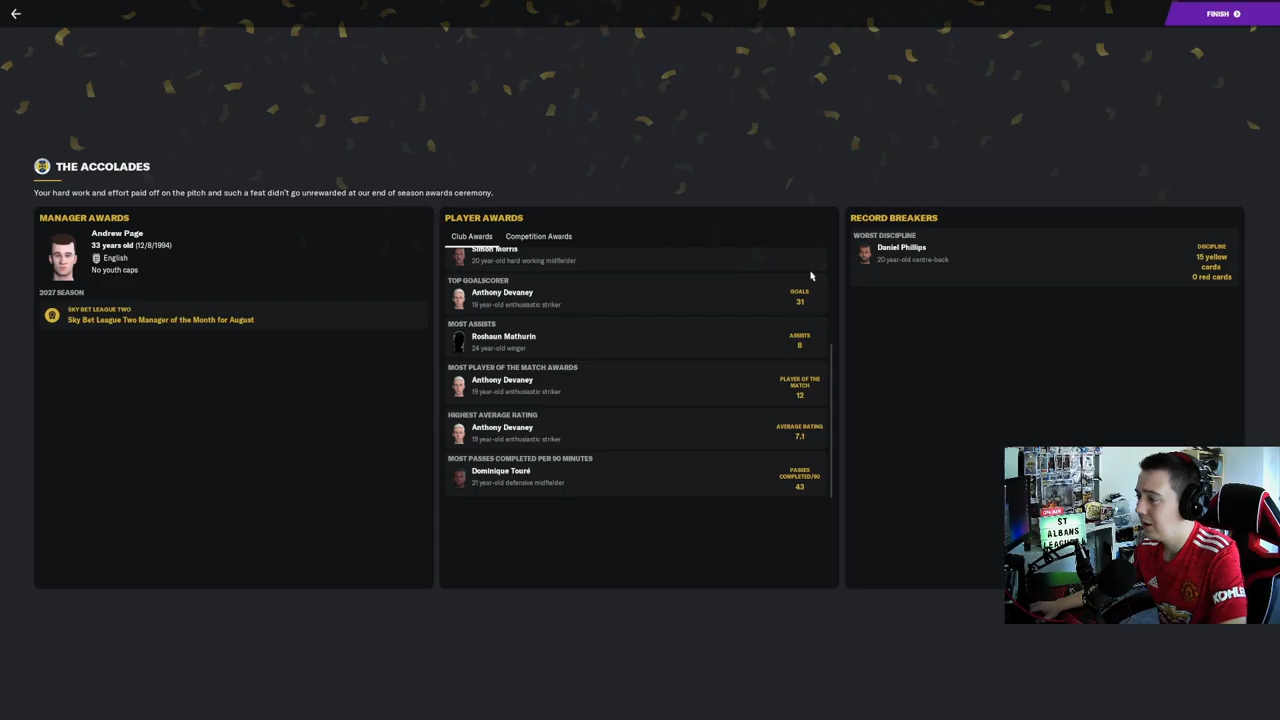 FINISH
THE ACCOLADES
Your hard work and effort paid off on the pitch and such a feat didn't go unrewarded at our end of season awards ceremony.
MANAGER AWARDS
Andrew Page
33 years old (12/8/1994)
English
No youth caps
2027 SEASON
SKY BET LEAGUE TWO
Sky Bet League Two Manager of the Month for August
PLAYER AWARDS
Club Awards
Competition Awards
Simon Morris
20 year-old hard working midfielder
TOP GOALSCORER
Anthony Devaney
19 year-old enthusiastic striker
GOALS
31
MOST ASSISTS
Roshaun Mathurin
24 year-old winger
ASSISTS
8
MOST PLAYER OF THE MATCH AWARDS
Anthony Devaney
19 year-old enthusiastic striker
PLAYER OF THE
MATCH
12
HIGHEST AVERAGE RATING
Anthony Devaney
19 year-old enthusiastic striker
AVERAGE RATING
7.1
MOST PASSES COMPLETED PER 90 MINUTES
Dominique Touré
21 year-old defensive midfielder
PASSES
COMPLETED/90
43
RECORD BREAKERS
WORST DISCIPLINE
Daniel Phillips
20 year-old centre-back
DISCIPLINE
15 yellow
cards
0 red cards
ON AIR
ST
ALBANS
LEAGUE
KOHLER